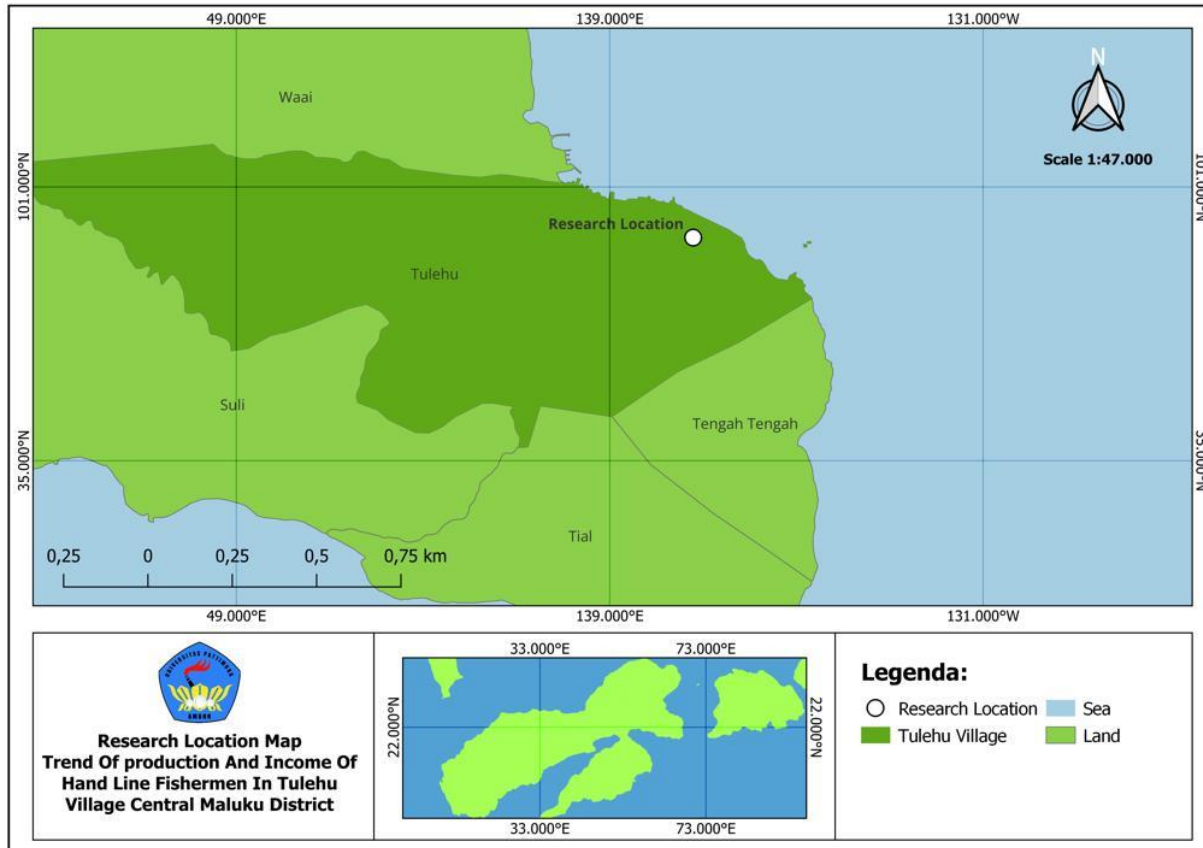 49.000°E 139.000°E 131.000°W
N
Scale 1:47.000
Waai
101.000°N 101.000°N
Research Location
Tulehu
Suli
Tengah Tengah
35.000°N 35.000°N
Tial
0,25 0 0,25 0,5 0,75 km
49.000°E 139.000°E 131.000°W
UNIVERSITAS PATTIMURA
AMBON
Research Location Map
Trend Of production And Income Of
Hand Line Fishermen In Tulehu
Village Central Maluku District
33.000°E 73.000°E
22.000°N 22.000°N
33.000°E 73.000°E
Legenda:
Research Location Sea
Tulehu Village Land